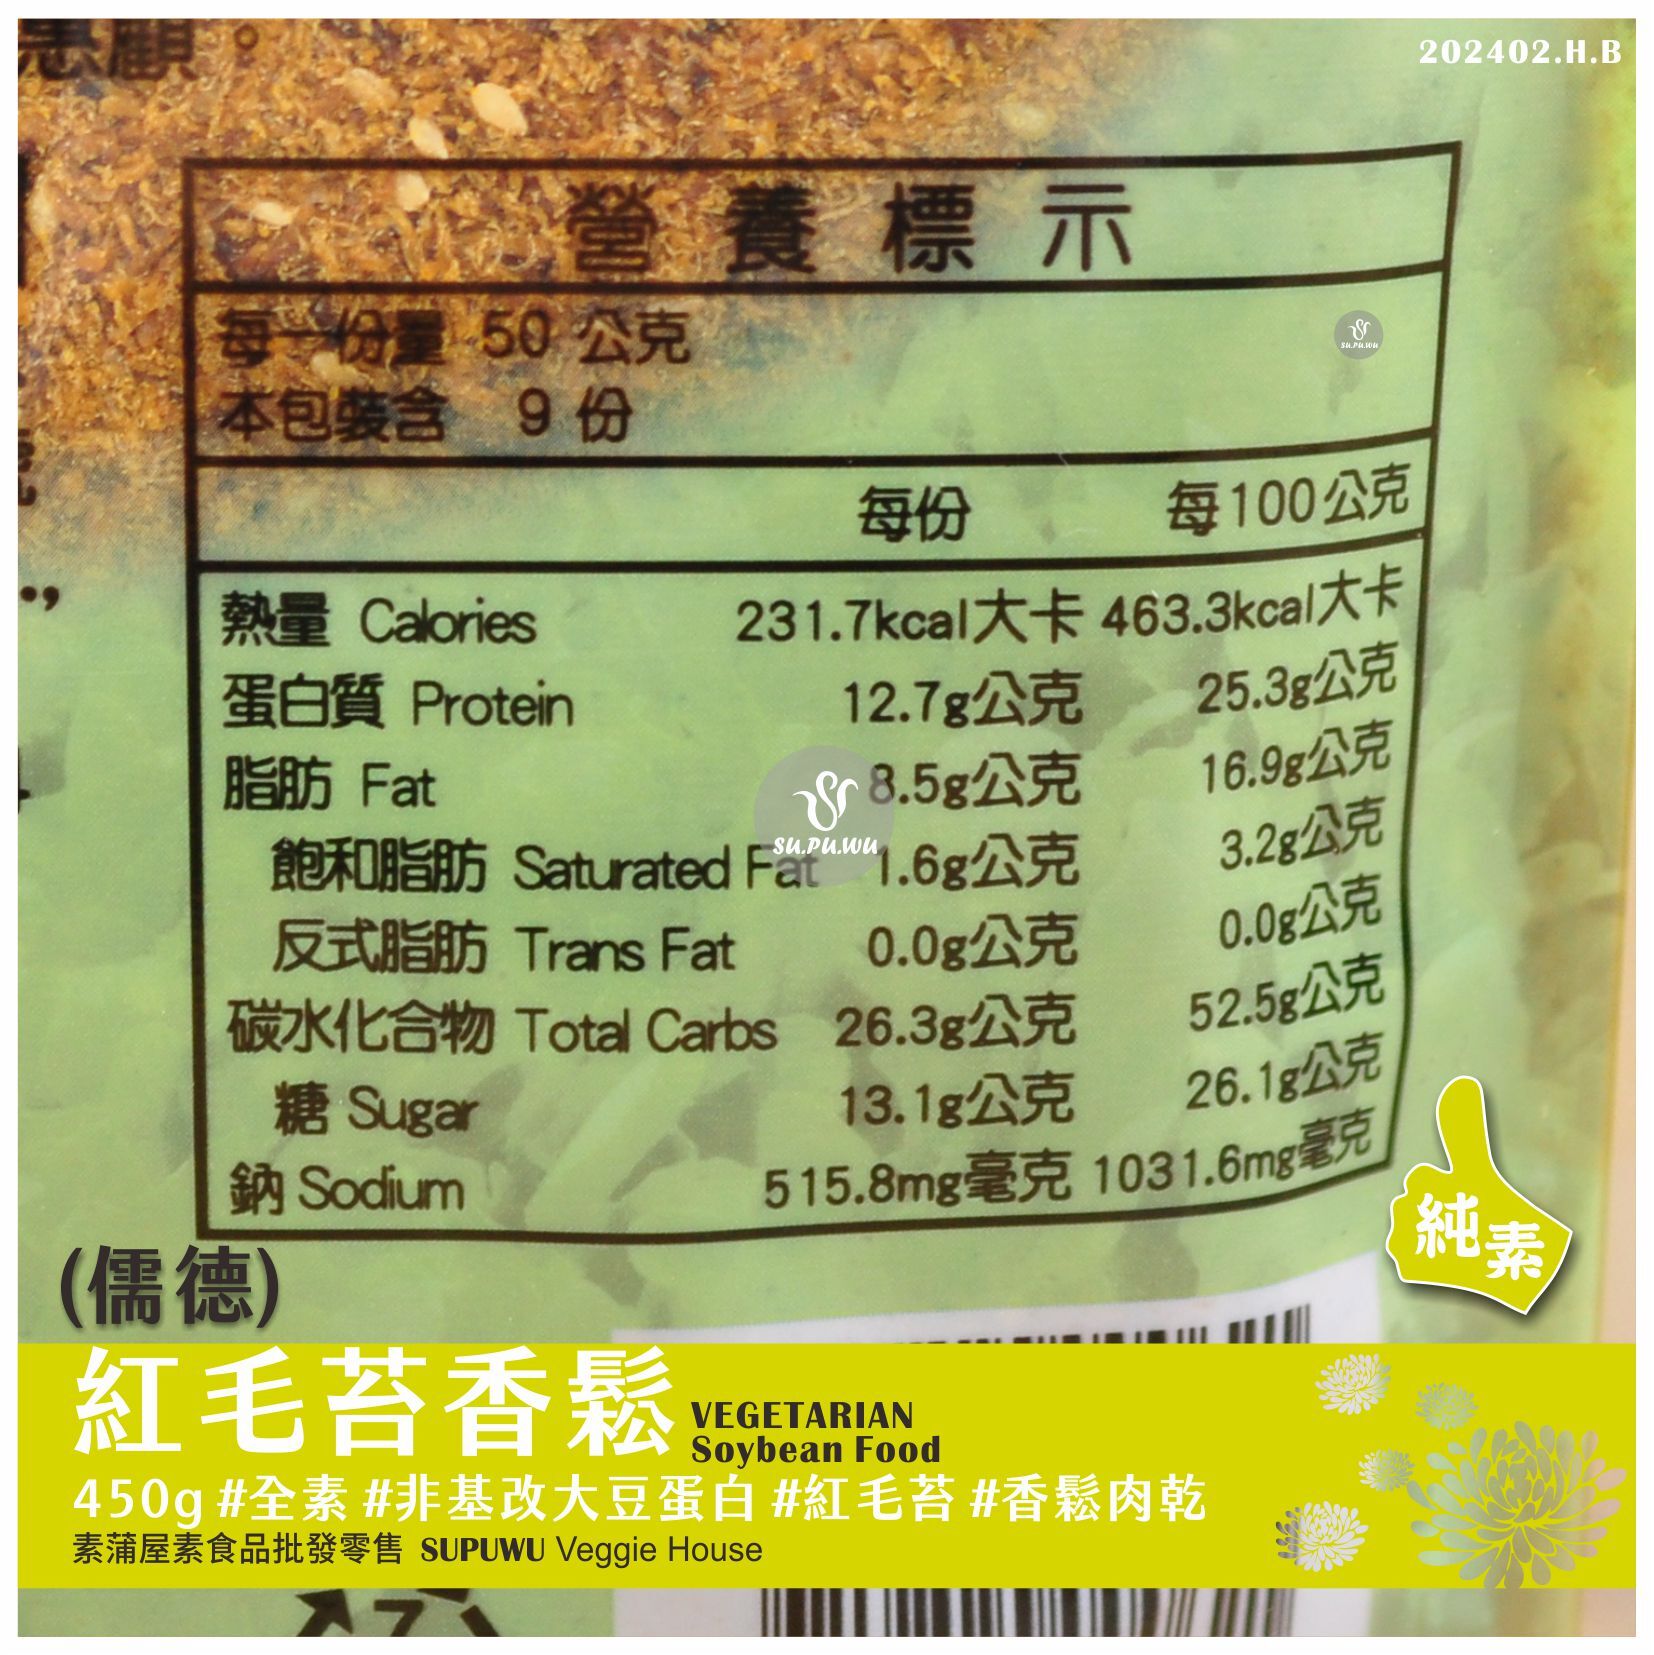 惠顧。
202402.H.B
營養標示
每一份量 50 公克
本包裝含 9 份
su.pu.wu
每份 每100公克
熱量 Calories 231.7kcal大卡 463.3kcal大卡
蛋白質 Protein 12.7g公克 25.3g公克
脂肪 Fat 8.5g公克 16.9g公克
su.pu.wu
飽和脂肪 Saturated Fat 1.6g公克 3.2g公克
反式脂肪 Trans Fat 0.0g公克 0.0g公克
碳水化合物 Total Carbs 26.3g公克 52.5g公克
糖 Sugar 13.1g公克 26.1g公克
鈉 Sodium 515.8mg毫克 1031.6mg毫克
純素
(儒德)
紅毛苔香鬆 VEGETARIAN
Soybean Food
450g #全素 #非基改大豆蛋白 #紅毛苔 #香鬆肉乾
素蒲屋素食品批發零售 SUPUWU Veggie House